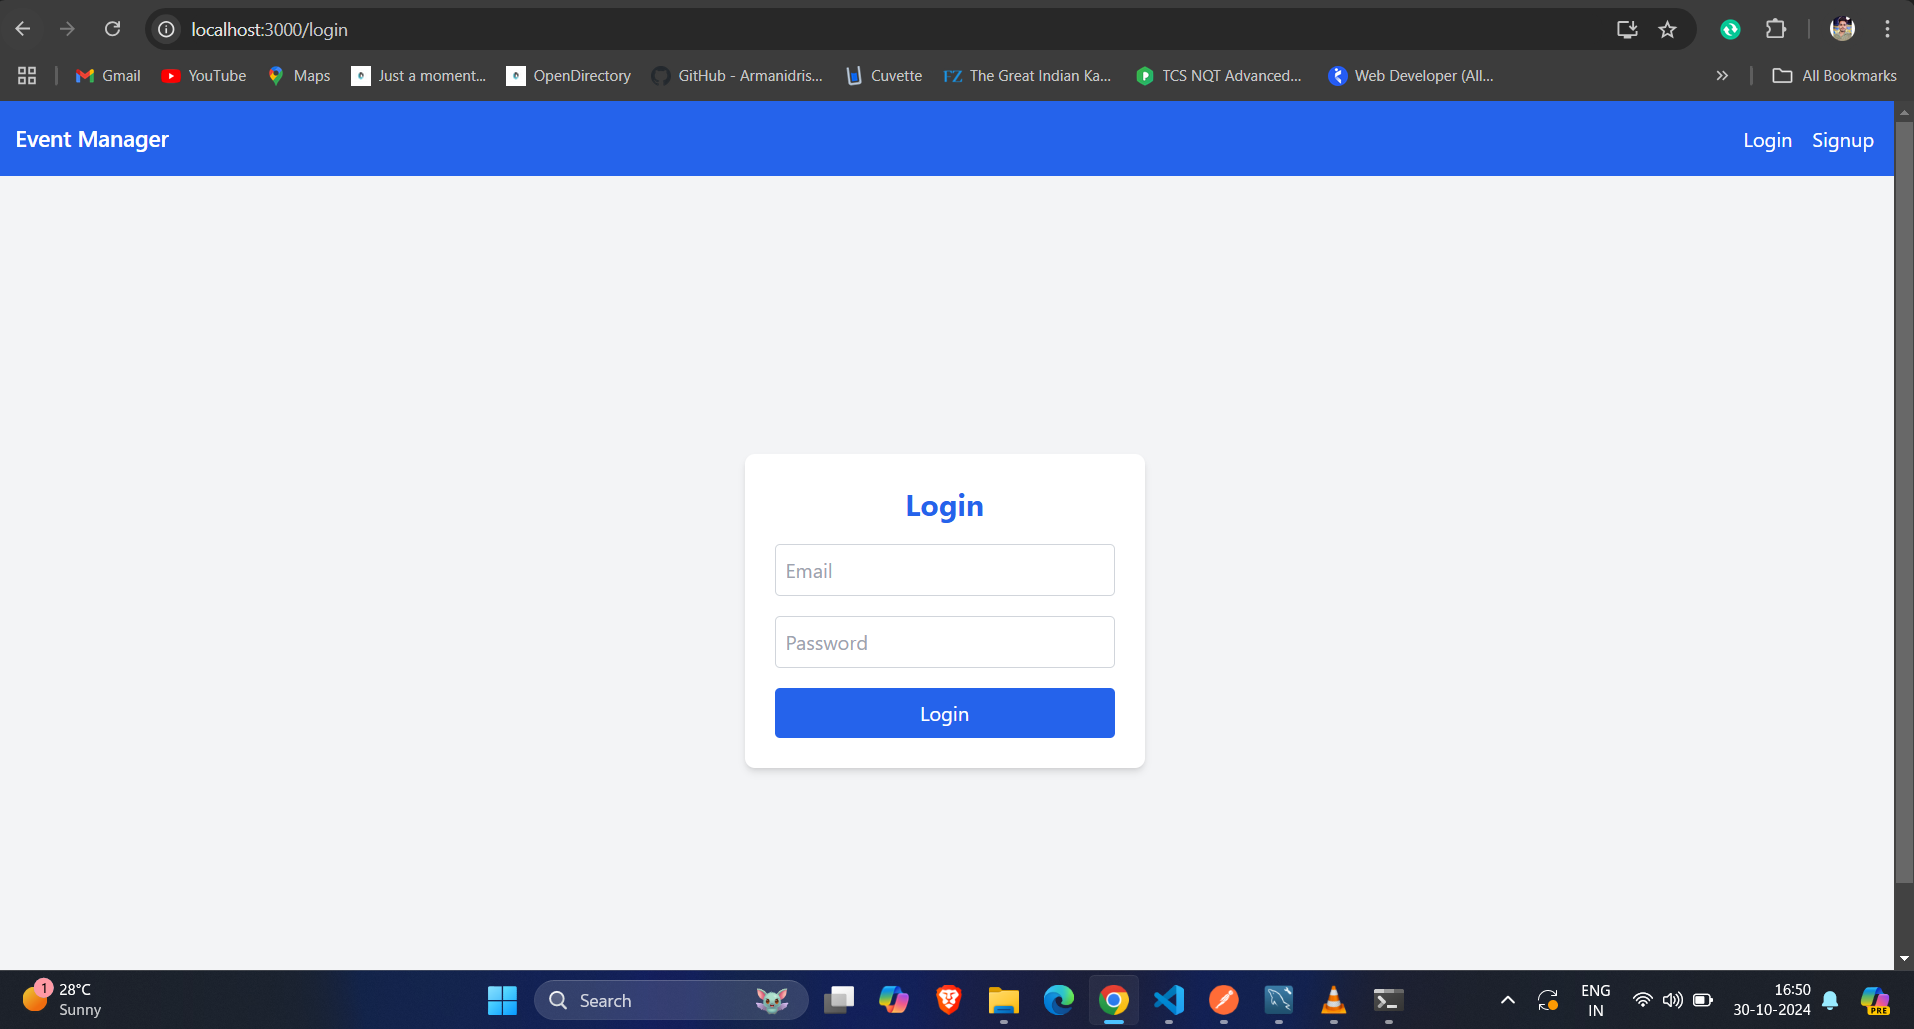 localhost:3000/login
Gmail YouTube Maps Just a moment... OpenDirectory GitHub - Armanidris... Cuvette FZ The Great Indian Ka... TCS NQT Advanced... Web Developer (All... » All Bookmarks
Event Manager Login Signup
Login
Email
Password
Login
1 28°C
Sunny
Search
ENG
IN
16:50
30-10-2024
PRE